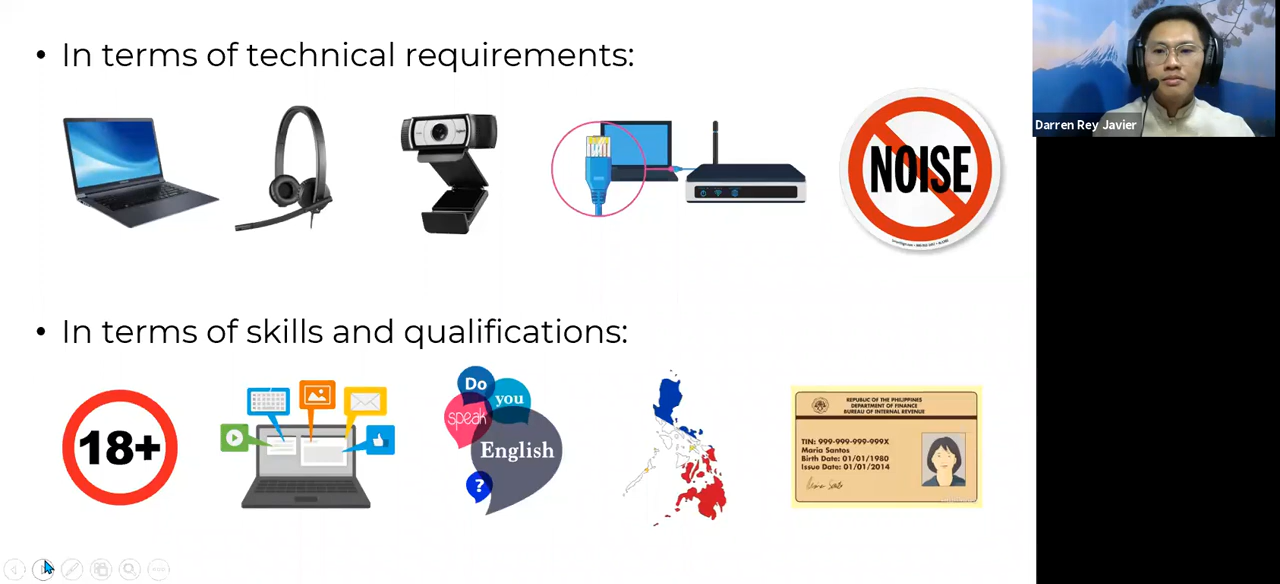 • In terms of technical requirements:
NOISE
Darren Rey Javier
• In terms of skills and qualifications:
18+
Do
you
speak
English
?
REPUBLIC OF THE PHILIPPINES
DEPARTMENT OF FINANCE
BUREAU OF INTERNAL REVENUE
TIN: 999-999-999-999X
Maria Santos
Birth Date: 01/01/1980
Issue Date: 01/01/2014